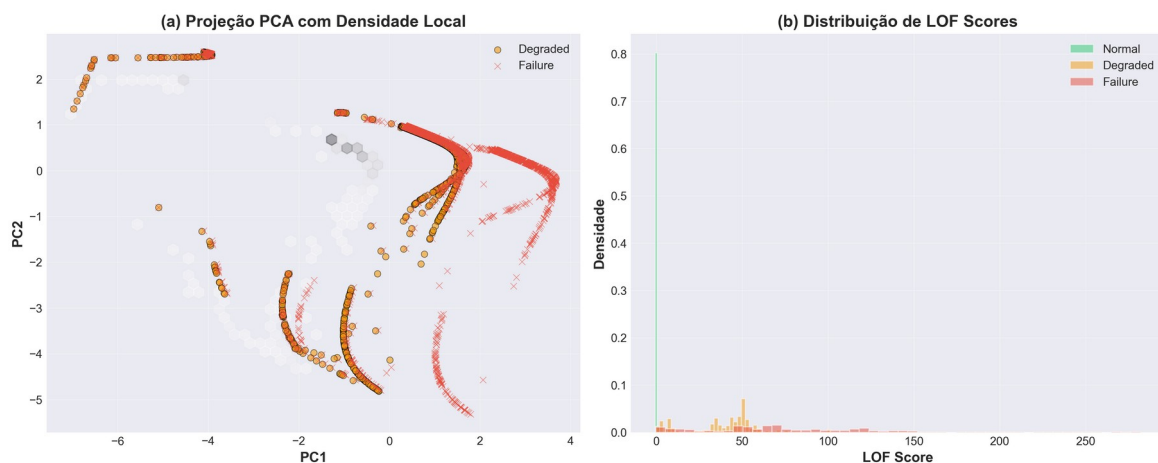 (a) Projeção PCA com Densidade Local
Degraded
Failure
2
1
0
−1
−2
−3
−4
−5
PC2
−6
−4
−2
0
2
4
PC1
(b) Distribuição de LOF Scores
Normal
Degraded
Failure
0.8
0.7
0.6
0.5
0.4
0.3
0.2
0.1
0.0
Densidade
0
50
100
150
200
250
LOF Score